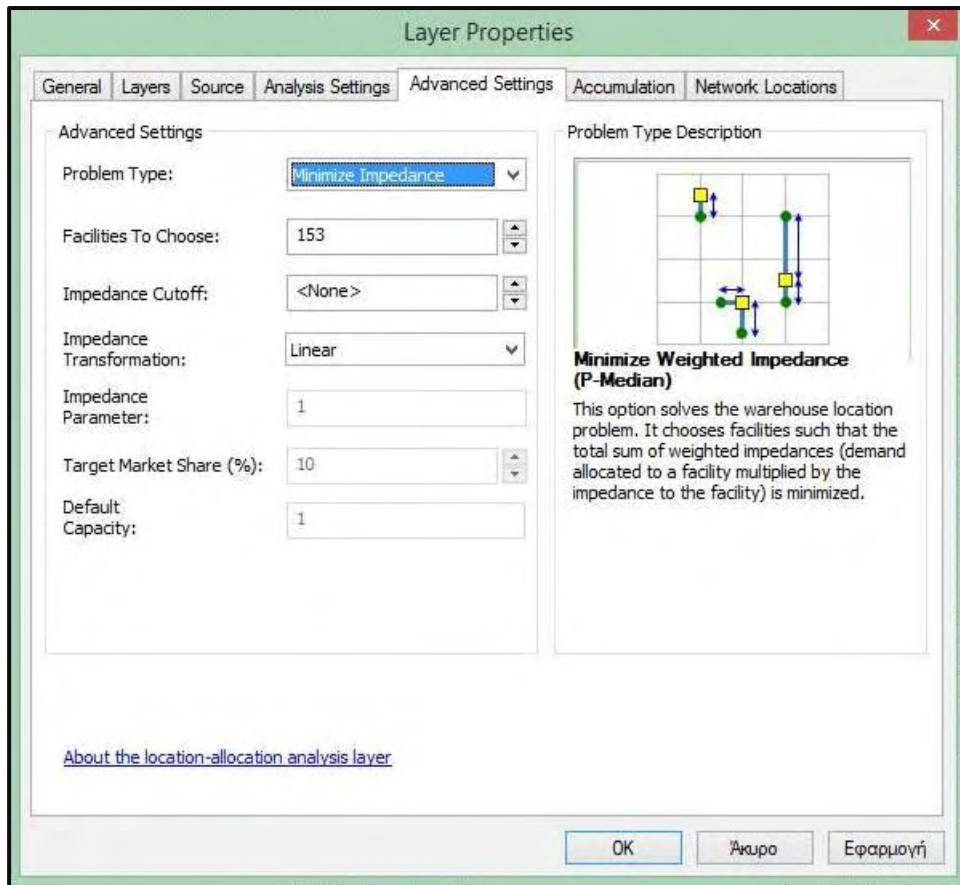 Layer Properties
General Layers Source Analysis Settings Advanced Settings Accumulation Network Locations
Advanced Settings
Problem Type: Minimize Impedance
Facilities To Choose: 153
Impedance Cutoff: <None>
Impedance
Transformation: Linear
Impedance
Parameter: 1
Target Market Share (%): 10
Default
Capacity: 1
Problem Type Description
Minimize Weighted Impedance
(P-Median)
This option solves the warehouse location
problem. It chooses facilities such that the
total sum of weighted impedances (demand
allocated to a facility multiplied by the
impedance to the facility) is minimized.
About the location-allocation analysis layer
OK Άκυρο Εφαρμογή